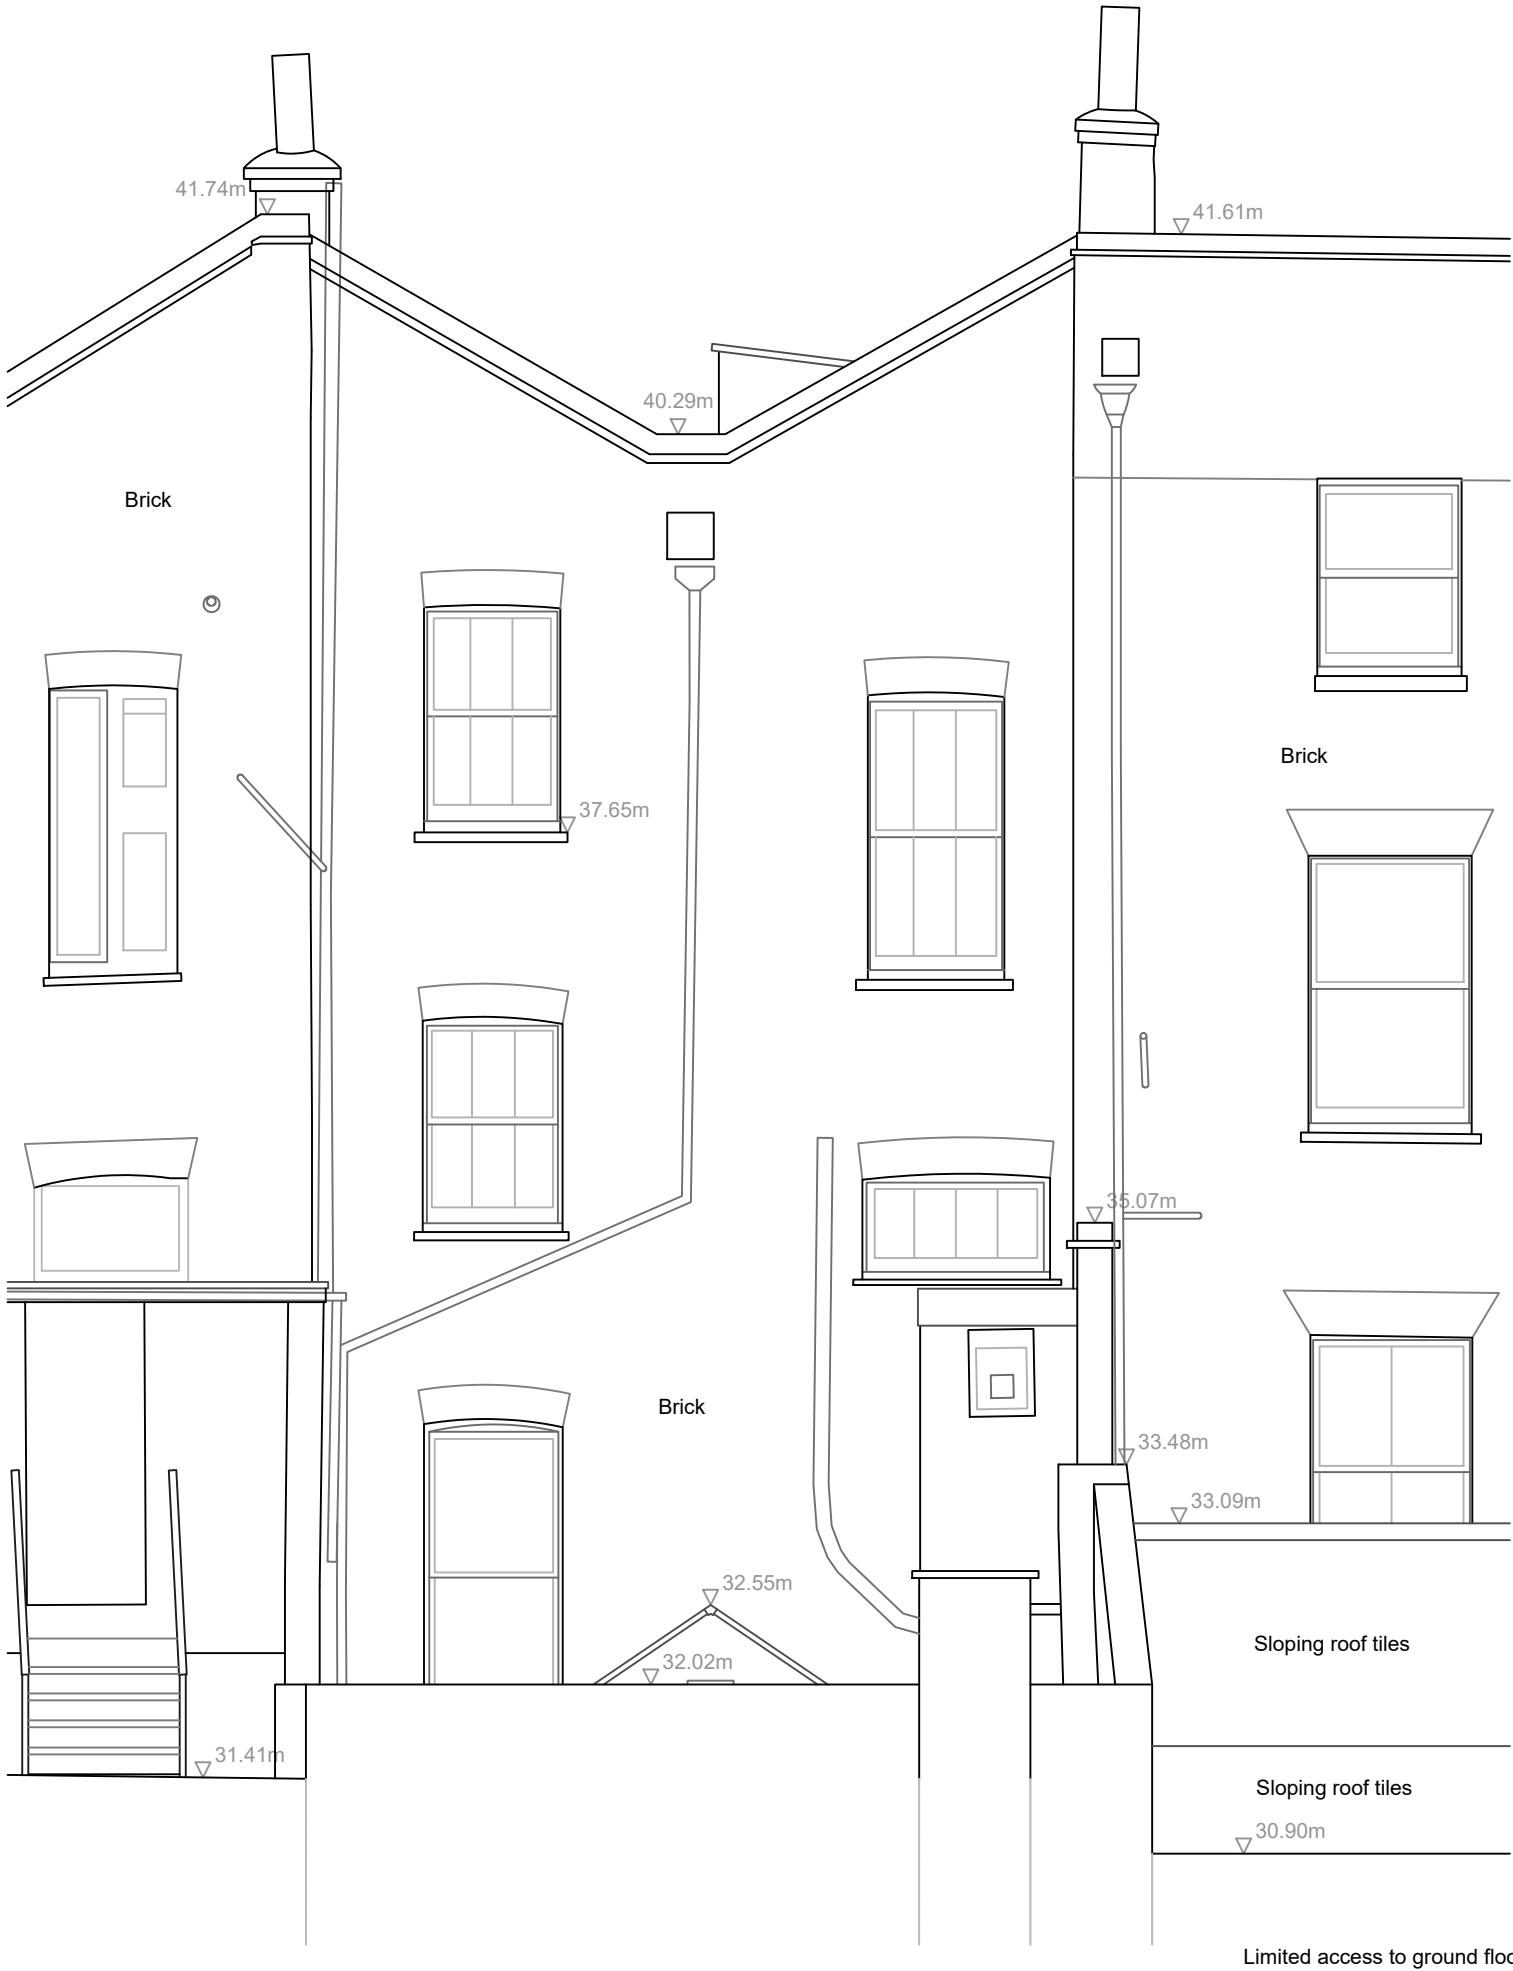 41.74m
41.61m
40.29m
Brick
Brick
37.65m
35.07m
Brick
33.48m
33.09m
32.55m
Sloping roof tiles
32.02m
31.41m
Sloping roof tiles
30.90m
Limited access to ground